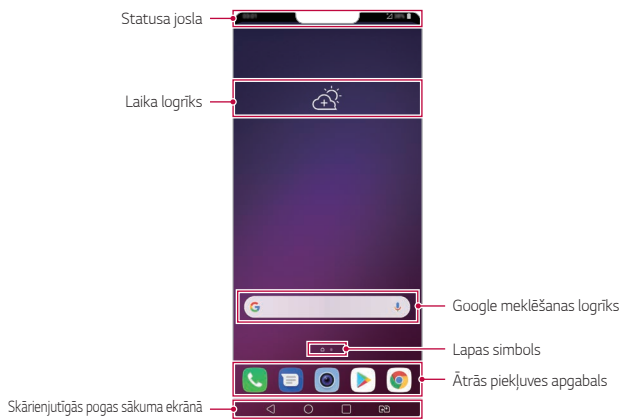 Statusa josla
Laika logrīks
Google meklēšanas logrīks
Lapas simbols
Ātrās piekļuves apgabals
Skārienjutīgās pogas sākuma ekrānā